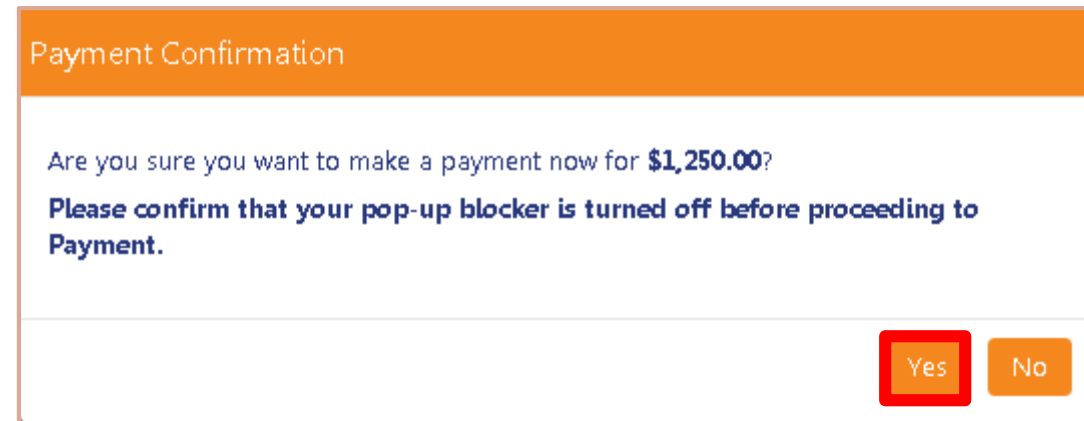 Payment Confirmation
Are you sure you want to make a payment now for $1,250.00?
Please confirm that your pop-up blocker is turned off before proceeding to
Payment.
Yes No